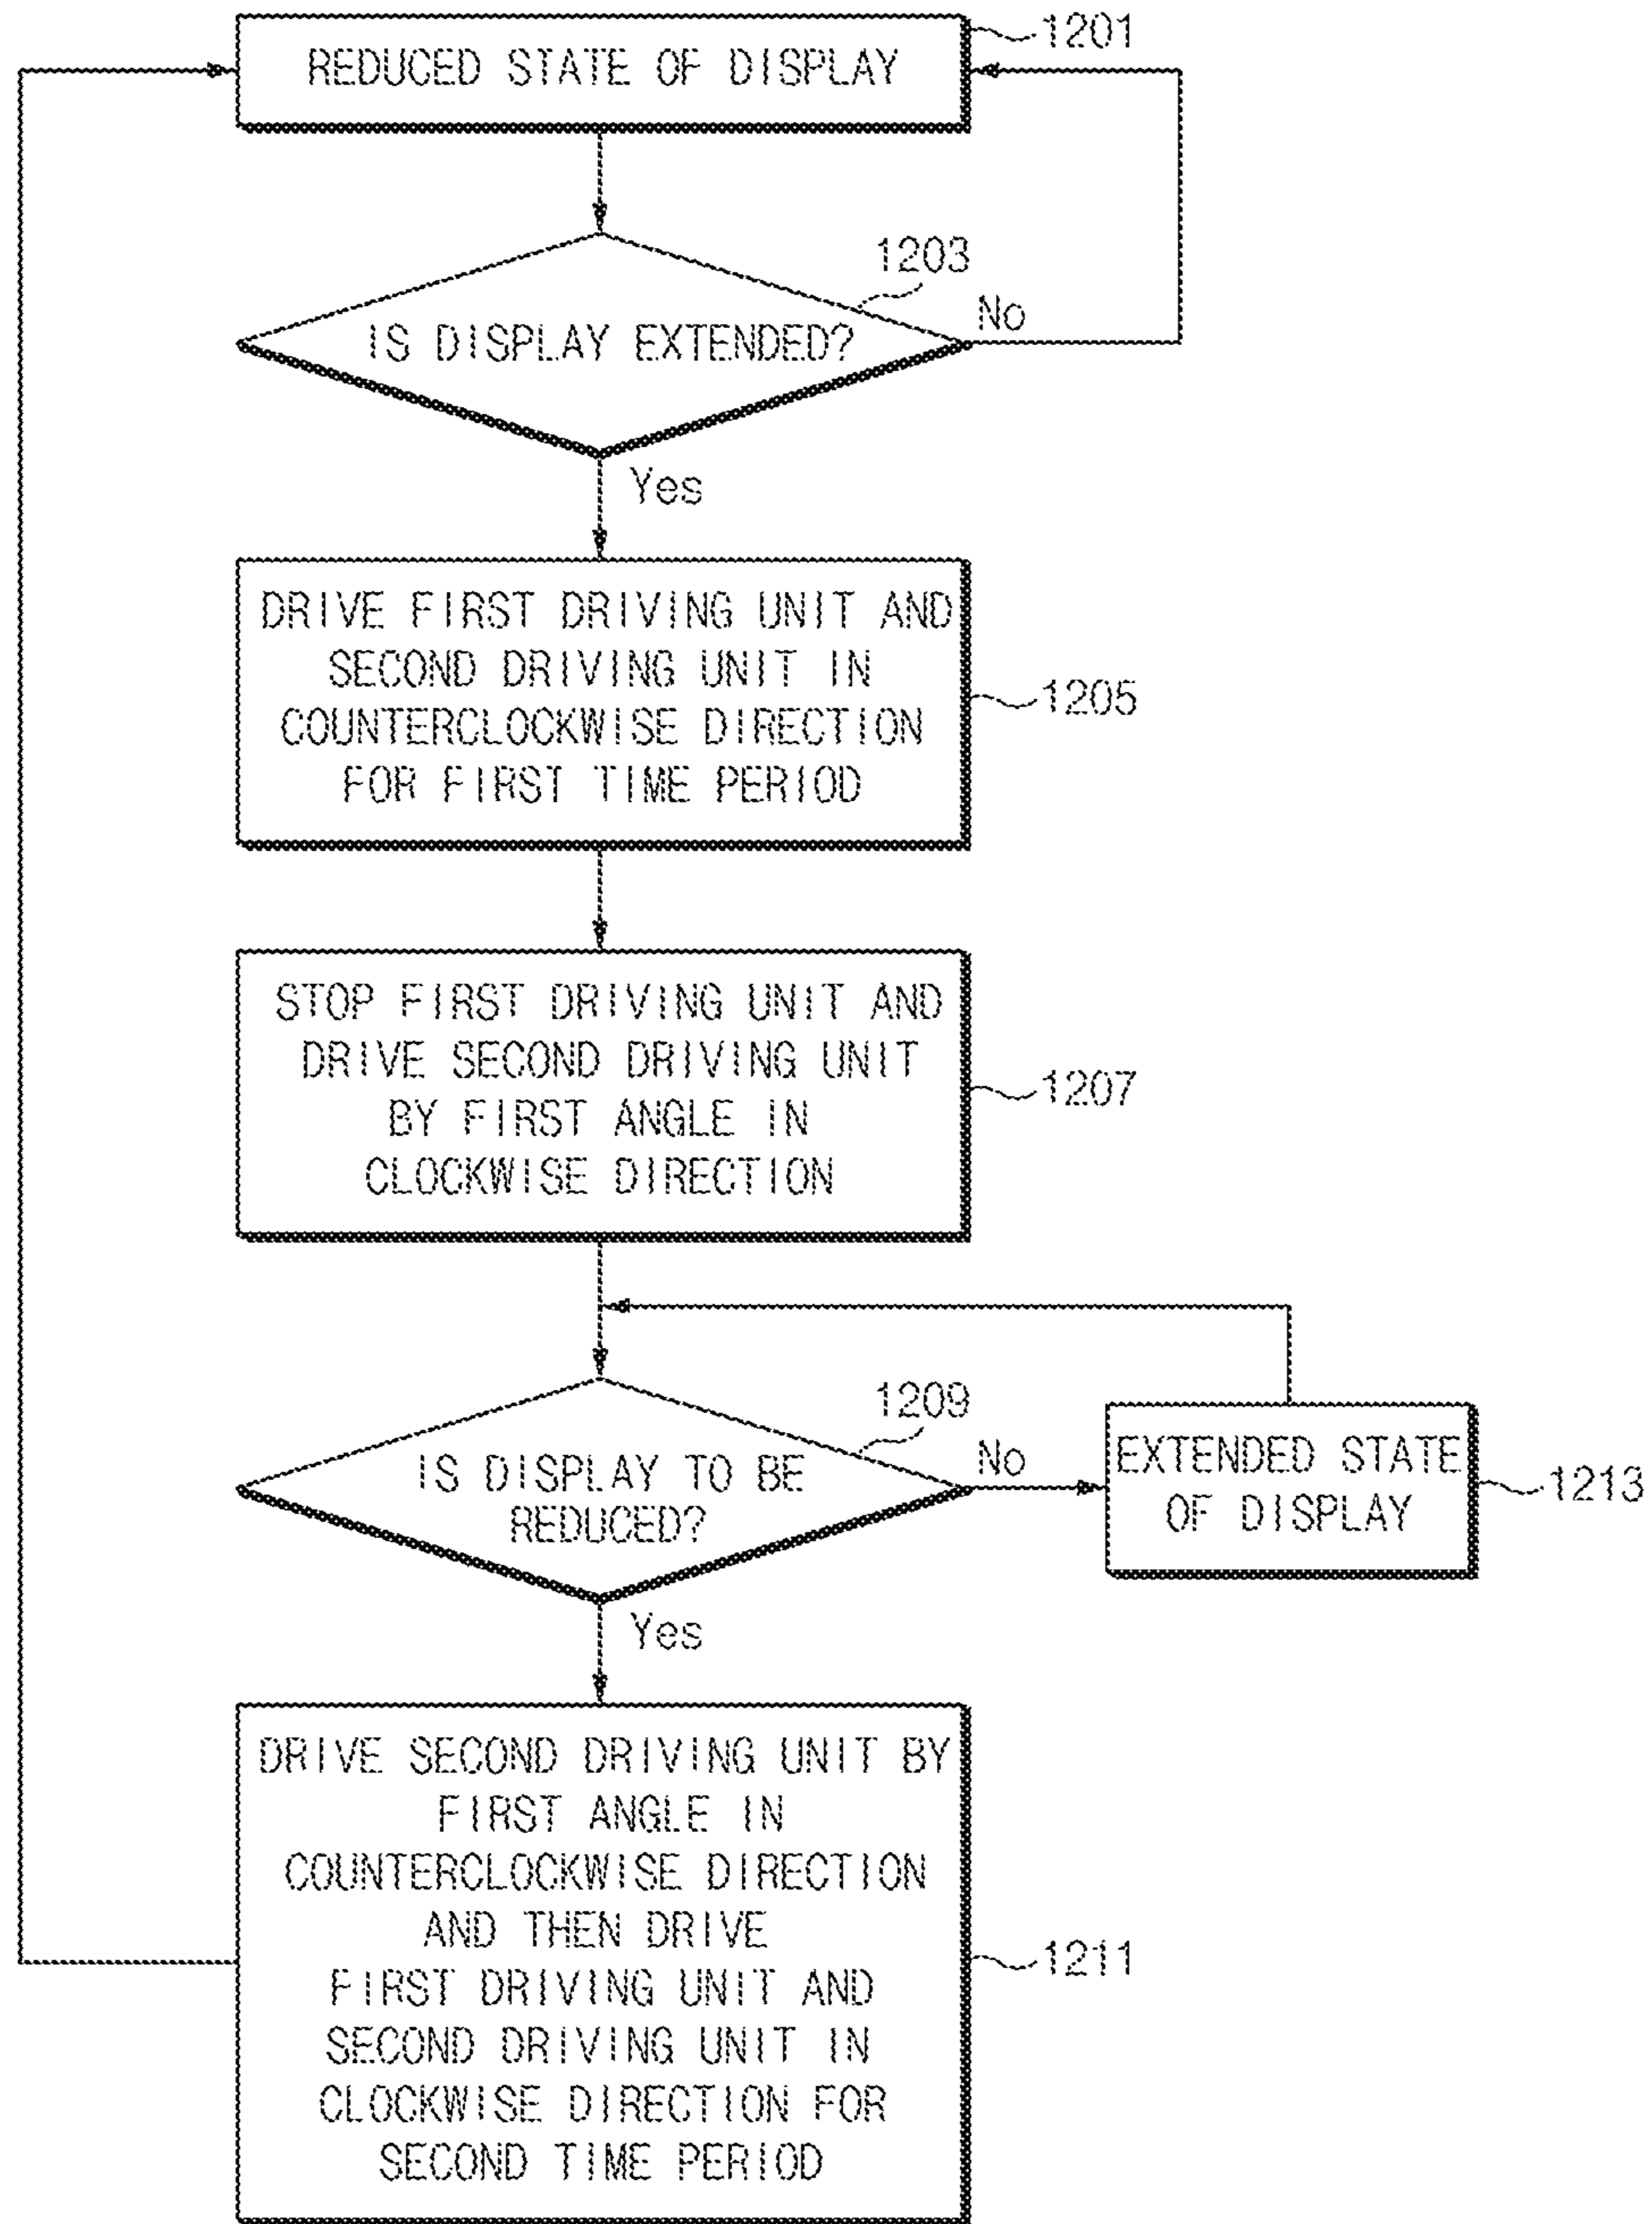 REDUCED STATE OF DISPLAY
1201
1203
IS DISPLAY EXTENDED?
No
Yes
DRIVE FIRST DRIVING UNIT AND
SECOND DRIVING UNIT IN
COUNTERCLOCKWISE DIRECTION
FOR FIRST TIME PERIOD
1205
STOP FIRST DRIVING UNIT AND
DRIVE SECOND DRIVING UNIT
BY FIRST ANGLE IN
CLOCKWISE DIRECTION
1207
1209
IS DISPLAY TO BE
REDUCED?
No
EXTENDED STATE
OF DISPLAY
1213
Yes
DRIVE SECOND DRIVING UNIT BY
FIRST ANGLE IN
COUNTERCLOCKWISE DIRECTION
AND THEN DRIVE
FIRST DRIVING UNIT AND
SECOND DRIVING UNIT IN
CLOCKWISE DIRECTION FOR
SECOND TIME PERIOD
1211